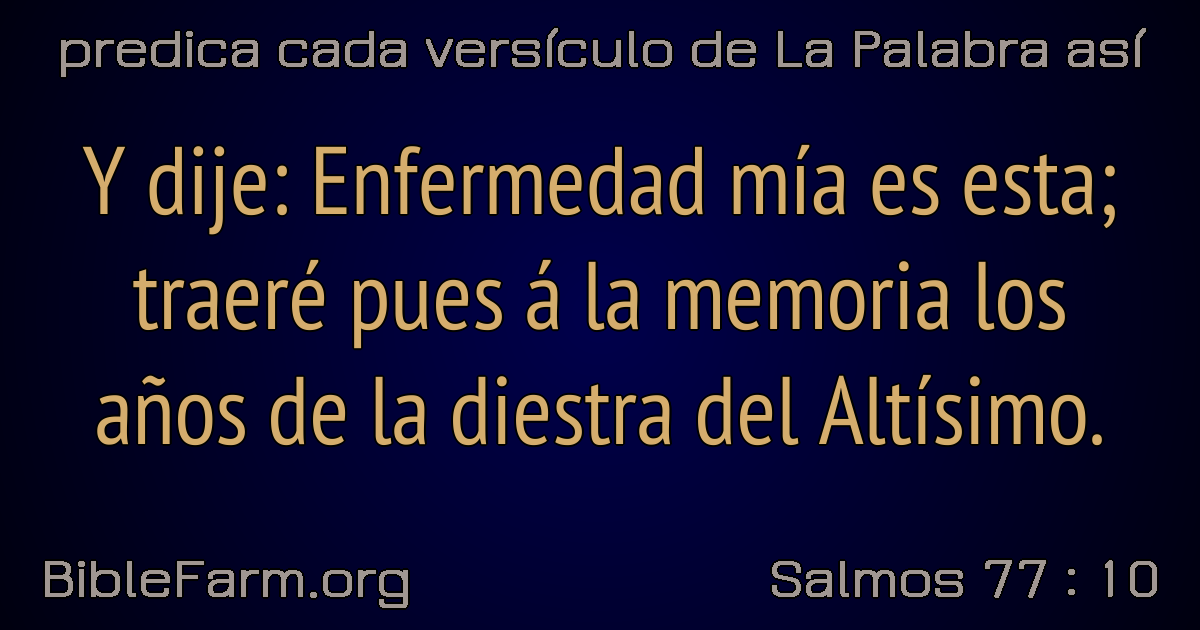 predica cada versículo de La Palabra así
Y dije: Enfermedad mía es esta;
traeré pues á la memoria los
años de la diestra del Altísimo.
BibleFarm.org
Salmos 77 : 10